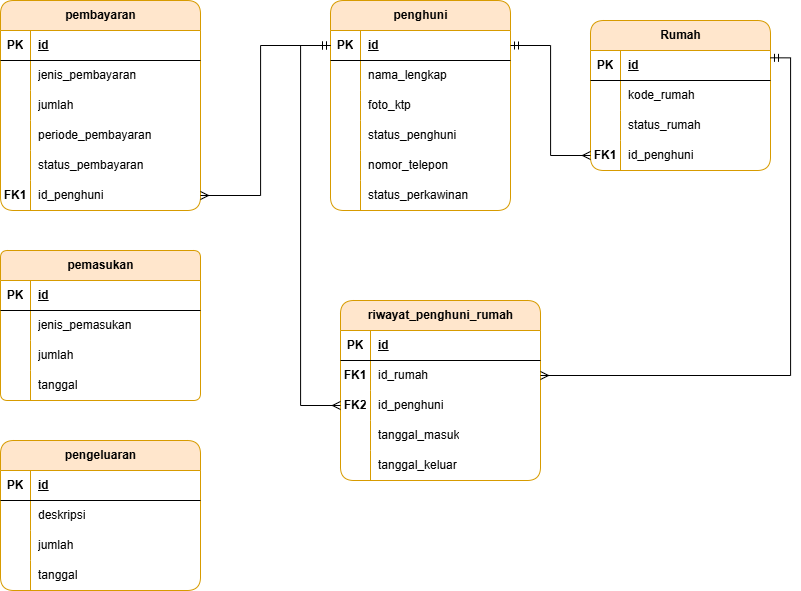 pembayaran
PK id
jenis_pembayaran
jumlah
periode_pembayaran
status_pembayaran
FK1 id_penghuni
penghuni
PK id
nama_lengkap
foto_ktp
status_penghuni
nomor_telepon
status_perkawinan
Rumah
PK id
kode_rumah
status_rumah
FK1 id_penghuni
pemasukan
PK id
jenis_pemasukan
jumlah
tanggal
riwayat_penghuni_rumah
PK id
FK1 id_rumah
FK2 id_penghuni
tanggal_masuk
tanggal_keluar
pengeluaran
PK id
deskripsi
jumlah
tanggal